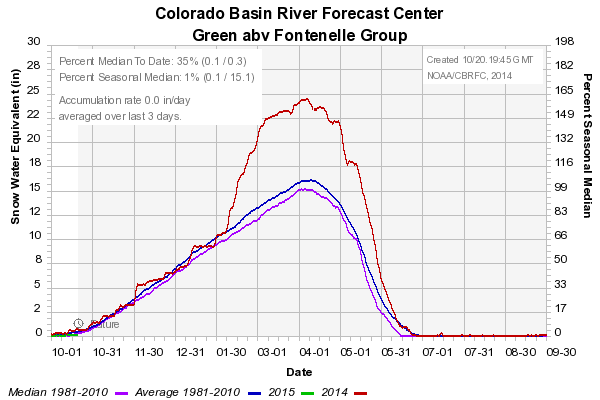 Colorado Basin River Forecast Center
Green abv Fontenelle Group
Percent Median To Date: 35% (0.1 / 0.3)
Percent Seasonal Median: 1% (0.1 / 15.1)
Accumulation rate 0.0 in/day
averaged over last 3 days.
Created 10/20.19:45 GMT
NOAA/CBRFC, 2014
Snow Water Equivalent (in)
30
28
25
22
20
18
15
12
10
8
5
2
0
198
182
165
149
132
116
99
83
66
50
33
17
0
Percent Seasonal Median
Future
10-01 10-31 11-30 12-31 01-30 03-01 04-01 05-01 05-31 07-01 07-31 08-30 09-30
Date
Median 1981-2010 Average 1981-2010 2015 2014